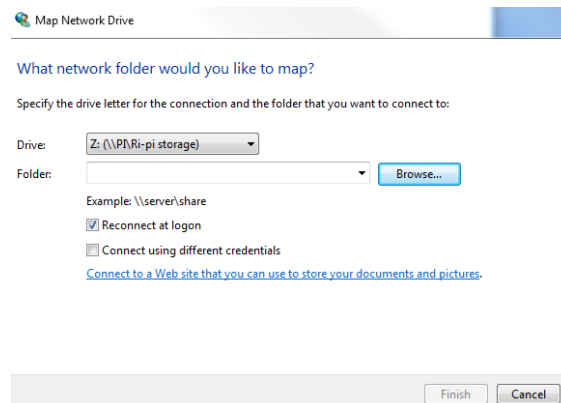 Map Network Drive
What network folder would you like to map?
Specify the drive letter for the connection and the folder that you want to connect to:
Drive: Z: (\\PI\Ri-pi storage)
Folder: Browse...
Example: \\server\share
Reconnect at logon
Connect using different credentials
Connect to a Web site that you can use to store your documents and pictures.
Finish Cancel